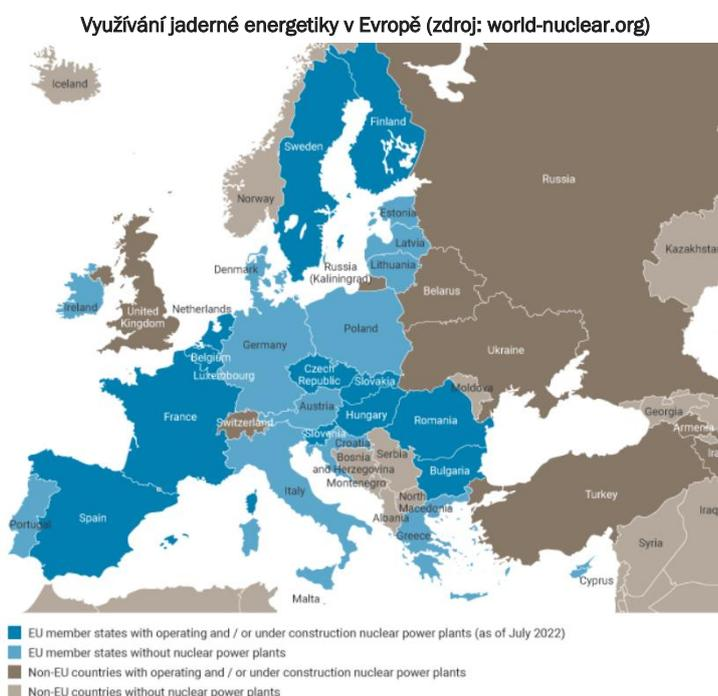 Využívání jaderné energetiky v Evropě (zdroj: world-nuclear.org)
Iceland
Finland
Sweden
Norway
Russia
Estonia
Latvia
Lithuania
Denmark
Russia
(Kaliningrad)
Kazakhsta
Belarus
Ireland
United
Kingdom
Netherlands
Poland
Germany
Belgium
Luxembourg
Ukraine
Czech
Republic
Slovakia
Moldova
Austria
Hungary
France
Switzerland
Romania
Georgia
Armenia
Slovenia
Croatia
Bosnia
and Herzegovina
Serbia
Montenegro
Bulgaria
Ira
Italy
North
Macedonia
Turkey
Albania
Iraq
Portugal
Spain
Greece
Syria
Cyprus
Malta
EU member states with operating and / or under construction nuclear power plants (as of July 2022)
EU member states without nuclear power plants
Non-EU countries with operating and / or under construction nuclear power plants
Non-EU countries without nuclear power plants